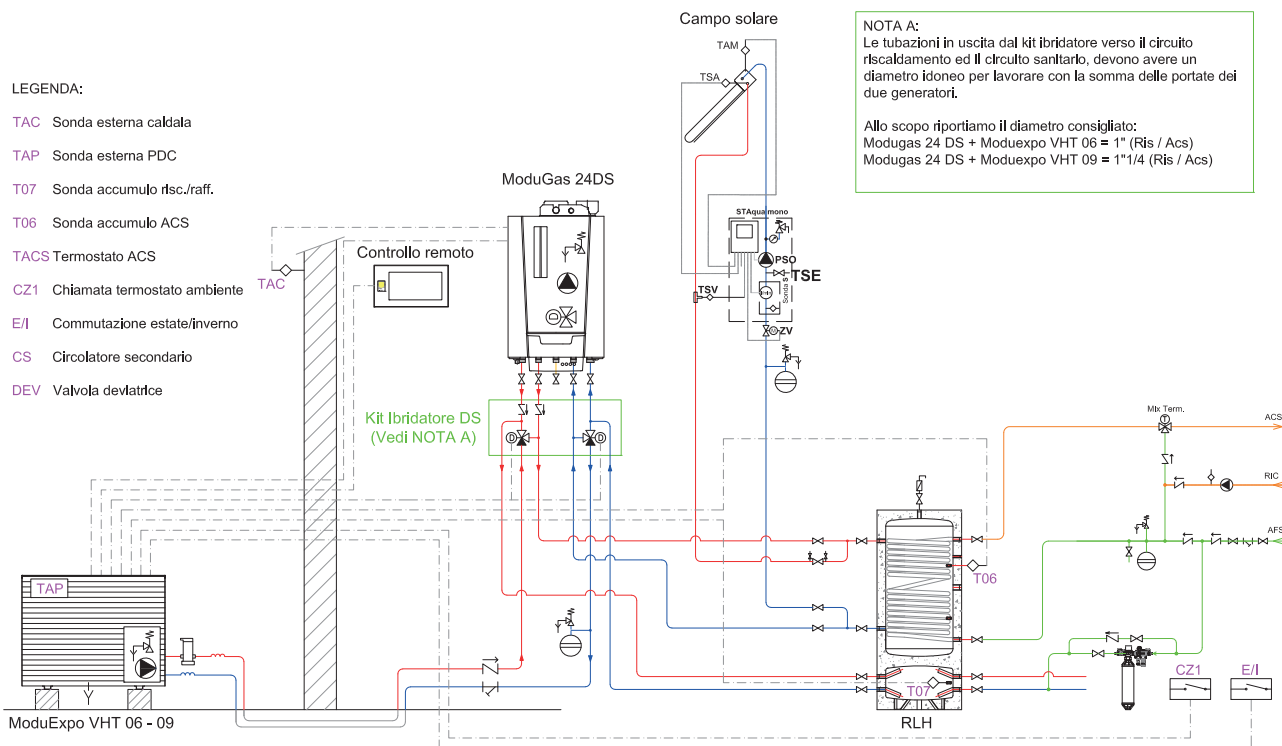 Campo solare
TAM
TSA
NOTA A:
Le tubazioni in uscita dal kit ibridatore verso il circuito
riscaldamento ed il circuito sanitario, devono avere un
diametro idoneo per lavorare con la somma delle portate dei
due generatori.
Allo scopo riportiamo il diametro consigliato:
Modugas 24 DS + Moduexpo VHT 06 = 1" (Ris / Acs)
Modugas 24 DS + Moduexpo VHT 09 = 1"1/4 (Ris / Acs)
LEGENDA:
TAC Sonda esterna caldaia
TAP Sonda esterna PDC
T07 Sonda accumulo risc./raff.
T06 Sonda accumulo ACS
TACS Termostato ACS
CZ1 Chiamata termostato ambiente
E/I Commutazione estate/inverno
CS Circolatore secondario
DEV Valvola deviatrice
ModuGas 24DS
TAC
Controllo remoto
STAqua mono
PSO
TSE
Sonda S1
TSV
M
ZV
D
Kit Ibridatore DS
(Vedi NOTA A)
D
D
Mix Term.
T
ACS
RIC
AFS
T06
T07
RLH
CZ1
E/I
TAP
ModuExpo VHT 06 - 09